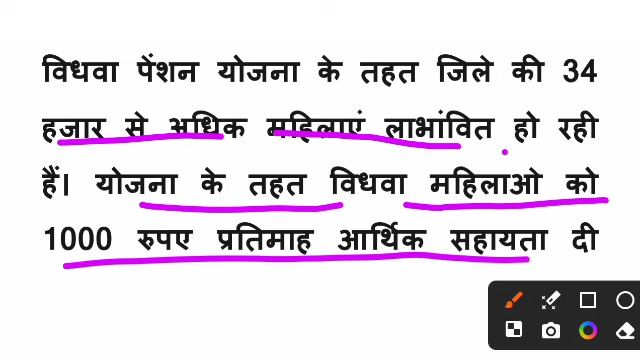 विधवा पेंशन योजना के तहत जिले की 34
हजार से अधिक महिलाएं लाभांवित हो रही
हैं। योजना के तहत विधवा महिलाओ को
1000 रुपए प्रतिमाह आर्थिक सहायता दी